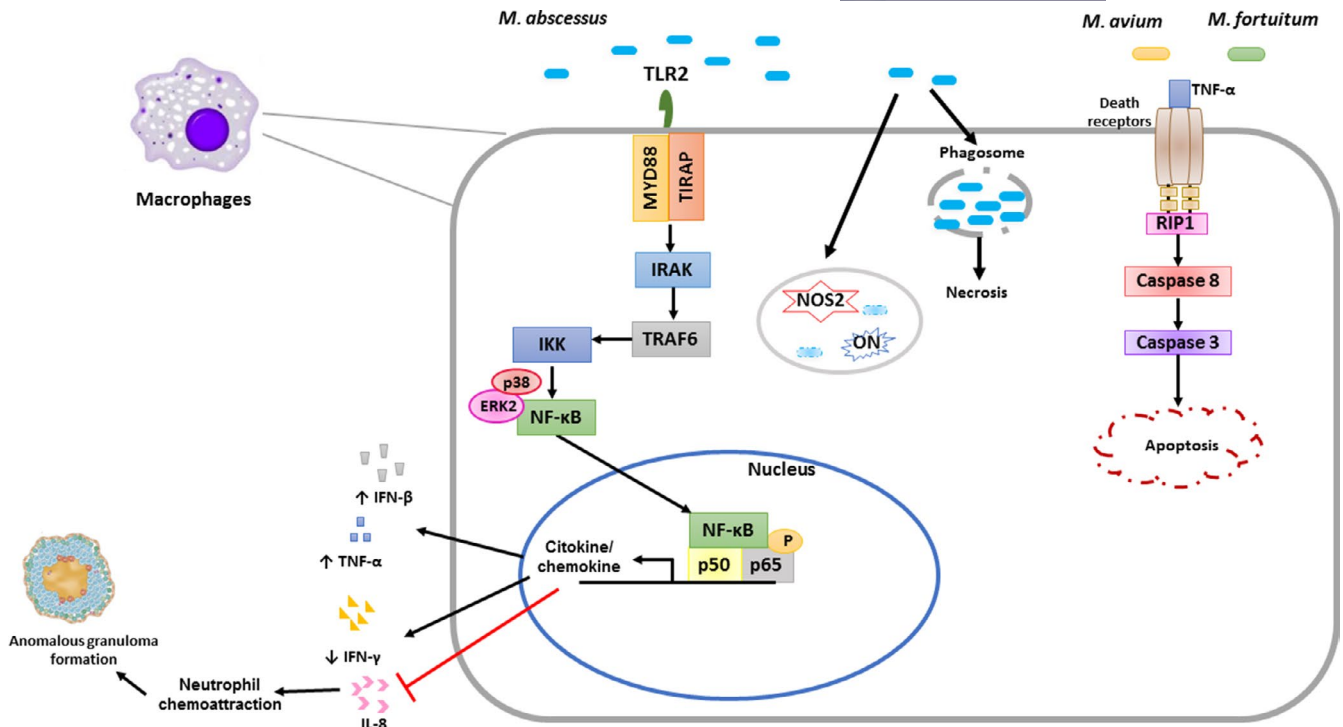 M. abscessus
M. avium
M. fortuitum
TLR2
TNF-α
Death
receptors
Macrophages
MYD88
TIRAP
Phagosome
RIP1
IRAK
NOS2
Necrosis
Caspase 8
IKK
TRAF6
ON
Caspase 3
p38
ERK2
NF-κB
Apoptosis
Nucleus
↑ IFN-β
NF-κB
P
↑ TNF-α
Citokine/
chemokine
p50
p65
Anomalous granuloma
formation
↓ IFN-γ
Neutrophil
chemoattraction
IL-8